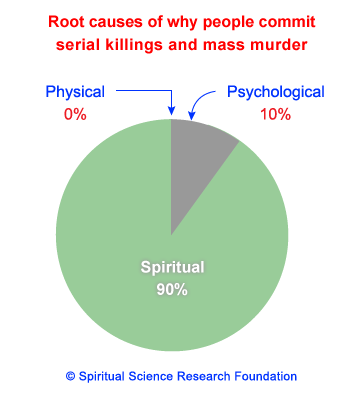 Root causes of why people commit
serial killings and mass murder
Physical
0%
Psychological
10%
Spiritual
90%
© Spiritual Science Research Foundation